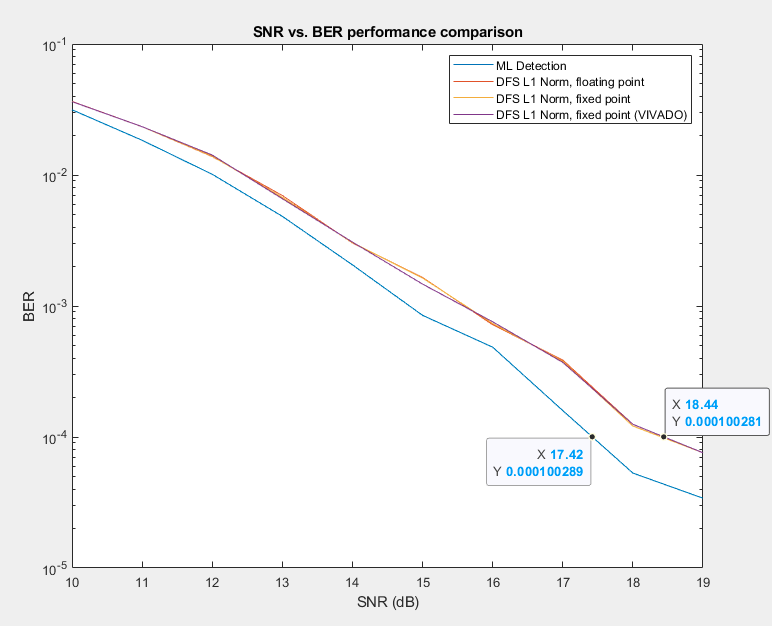 SNR vs. BER performance comparison
ML Detection
DFS L1 Norm, floating point
DFS L1 Norm, fixed point
DFS L1 Norm, fixed point (VIVADO)
10-1
10-2
10-3
10-4
10-5
BER
X 18.44
Y 0.000100281
X 17.42
Y 0.000100289
10 11 12 13 14 15 16 17 18 19
SNR (dB)